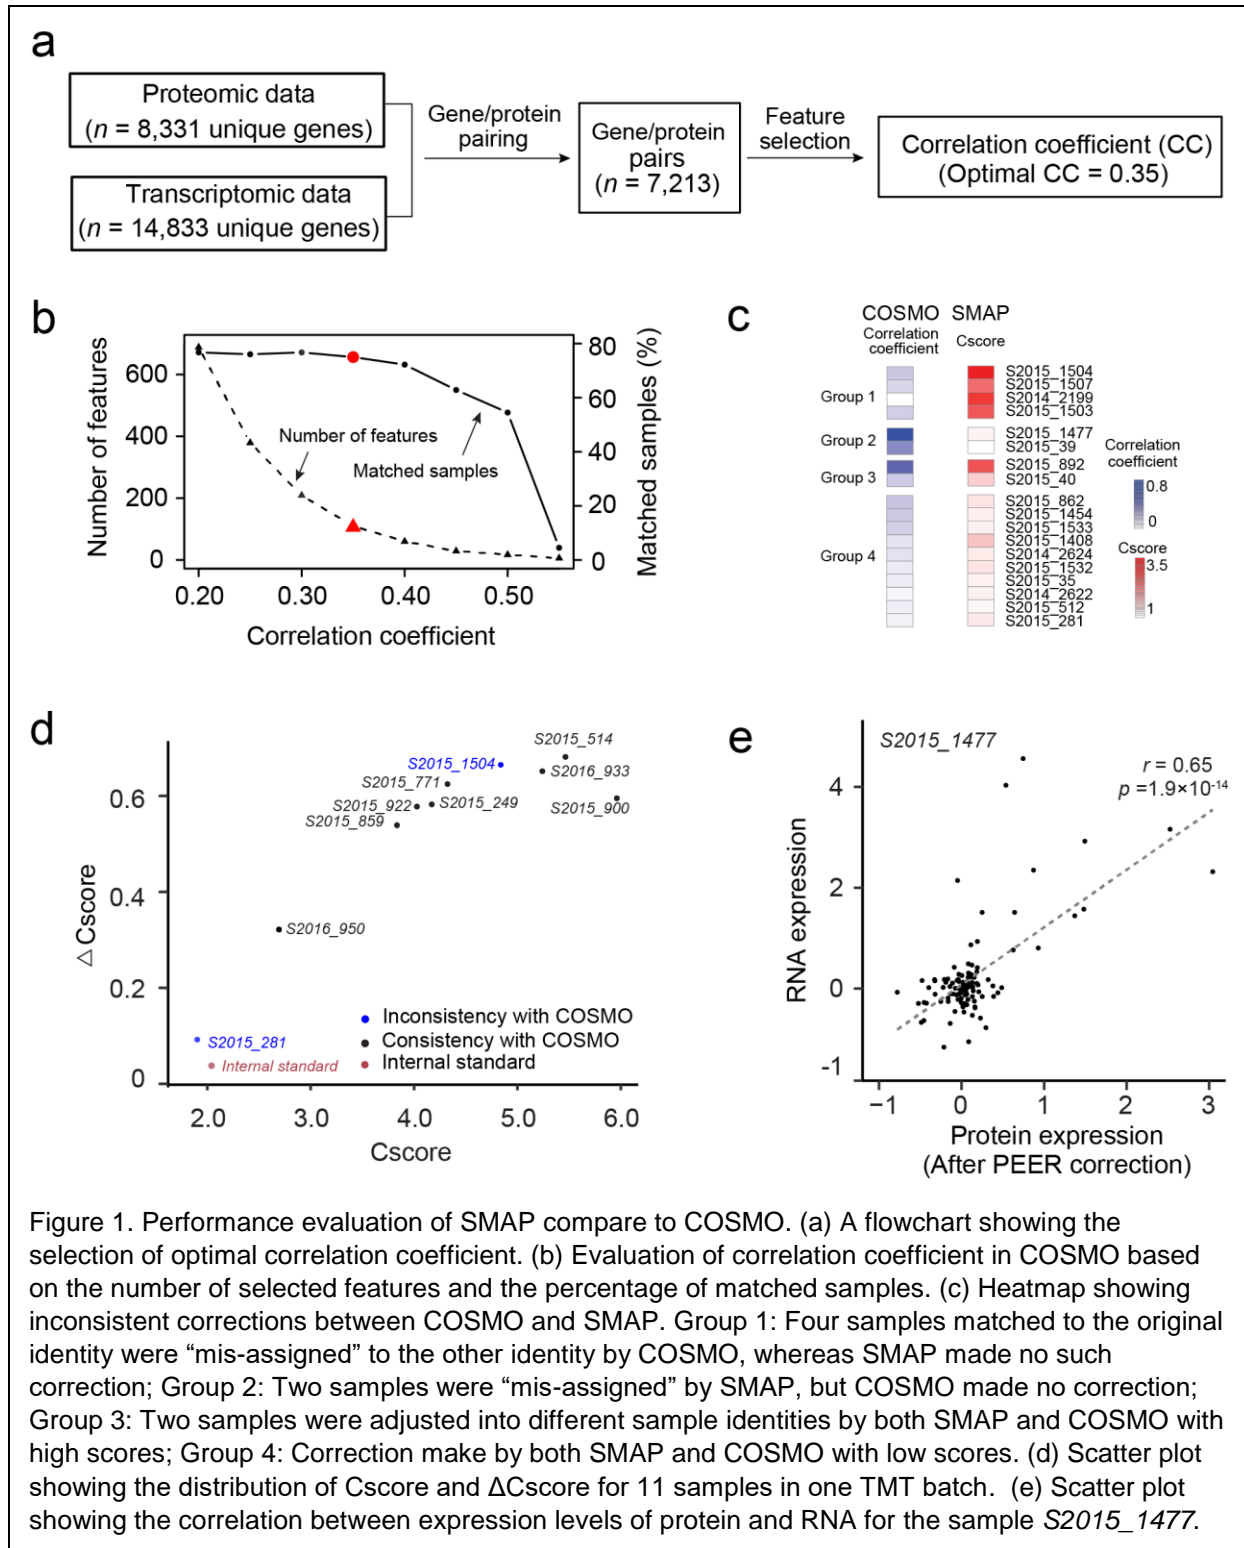 a
Proteomic data
(n = 8,331 unique genes)
Transcriptomic data
(n = 14,833 unique genes)
Gene/protein
pairing
Gene/protein
pairs
(n = 7,213)
Feature
selection
Correlation coefficient (CC)
(Optimal CC = 0.35)
b
Number of features
600
400
200
0
Number of features
Matched samples
80
60
40
20
0
Matched samples (%)
0.20
0.30
0.40
0.50
Correlation coefficient
c
COSMO
SMAP
Correlation
coefficient
Cscore
Group 1
S2015_1504
S2015_1507
S2014_2199
S2015_1503
Group 2
S2015_1477
S2015_39
Group 3
S2015_892
S2015_40
Group 4
S2015_862
S2015_1454
S2015_1533
S2015_1408
S2014_2624
S2015_1532
S2015_35
S2014_2622
S2015_512
S2015_281
Correlation
coefficient
0.8
0
Cscore
3.5
1
d
△Cscore
0.6
0.4
0.2
0
S2015_514
S2015_1504
S2016_933
S2015_771
S2015_922
S2015_249
S2015_900
S2015_859
S2016_950
S2015_281
Internal standard
Inconsistency with COSMO
Consistency with COSMO
Internal standard
2.0
3.0
4.0
5.0
6.0
Cscore
e
S2015_1477
r = 0.65
p =1.9×10⁻¹⁴
RNA expression
4
2
0
-1
−1
0
1
2
3
Protein expression
(After PEER correction)
Figure 1. Performance evaluation of SMAP compare to COSMO. (a) A flowchart showing the
selection of optimal correlation coefficient. (b) Evaluation of correlation coefficient in COSMO based
on the number of selected features and the percentage of matched samples. (c) Heatmap showing
inconsistent corrections between COSMO and SMAP. Group 1: Four samples matched to the original
identity were “mis-assigned” to the other identity by COSMO, whereas SMAP made no such
correction; Group 2: Two samples were “mis-assigned” by SMAP, but COSMO made no correction;
Group 3: Two samples were adjusted into different sample identities by both SMAP and COSMO with
high scores; Group 4: Correction make by both SMAP and COSMO with low scores. (d) Scatter plot
showing the distribution of Cscore and ΔCscore for 11 samples in one TMT batch. (e) Scatter plot
showing the correlation between expression levels of protein and RNA for the sample S2015_1477.